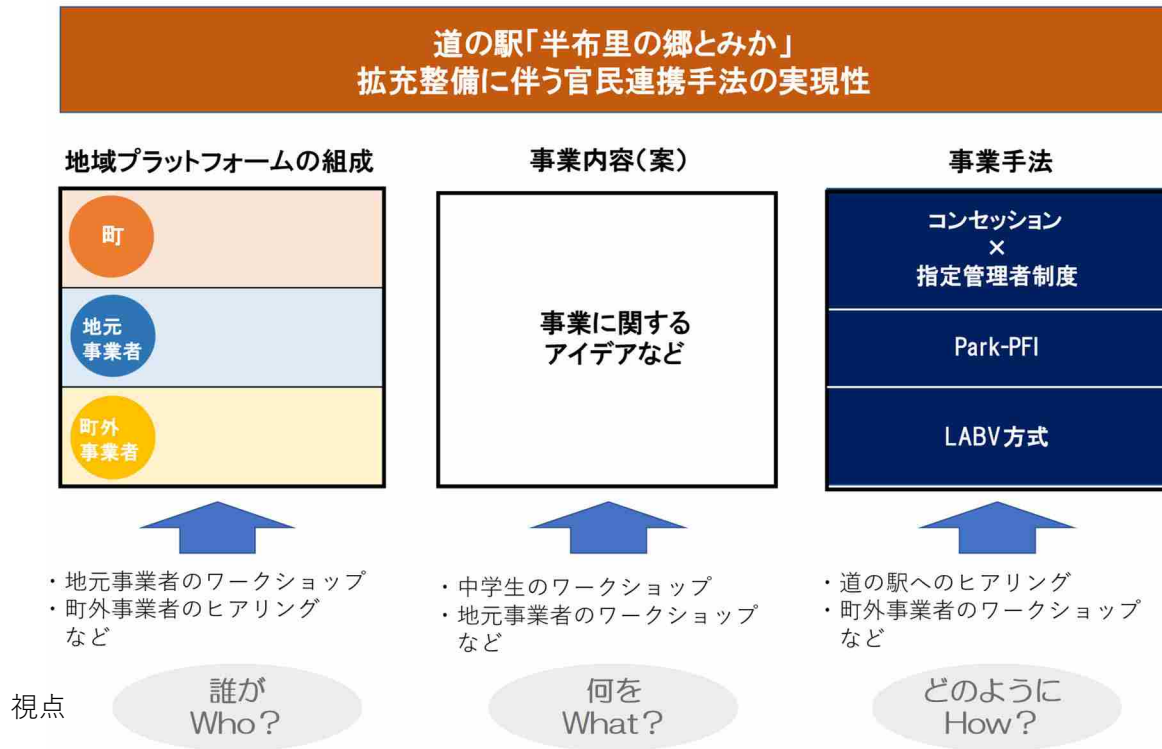 道の駅「半布里の郷とみか」
拡充整備に伴う官民連携手法の実現性
地域プラットフォームの組成
町
地元
事業者
町外
事業者
・地元事業者のワークショップ
・町外事業者のヒアリング
など
事業内容(案)
事業に関する
アイデアなど
・中学生のワークショップ
・地元事業者のワークショップ
など
事業手法
コンセッション
×
指定管理者制度
Park-PFI
LABV方式
・道の駅へのヒアリング
・町外事業者のワークショップ
など
視点
誰が
Who?
何を
What?
どのように
How?